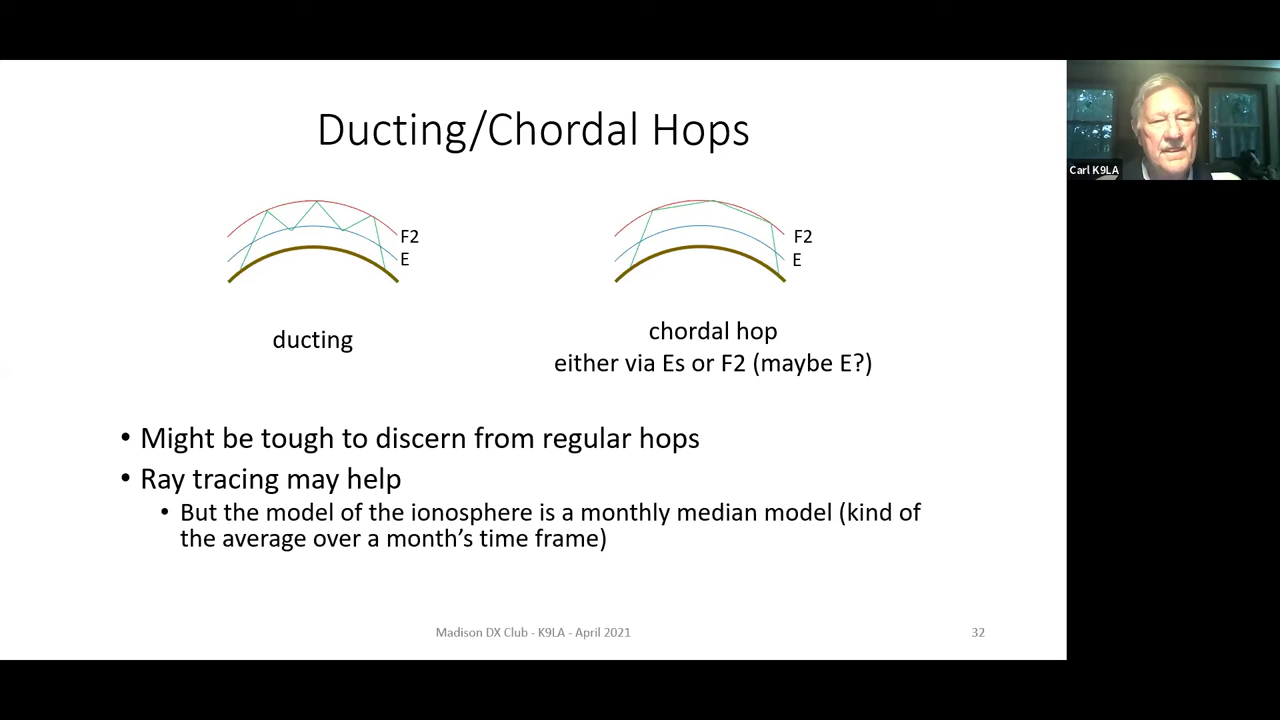 Ducting/Chordal Hops
Carl K9LA
F2
E
F2
E
ducting
chordal hop
either via Es or F2 (maybe E?)
• Might be tough to discern from regular hops
• Ray tracing may help
• But the model of the ionosphere is a monthly median model (kind of
the average over a month's time frame)
Madison DX Club - K9LA - April 2021
32